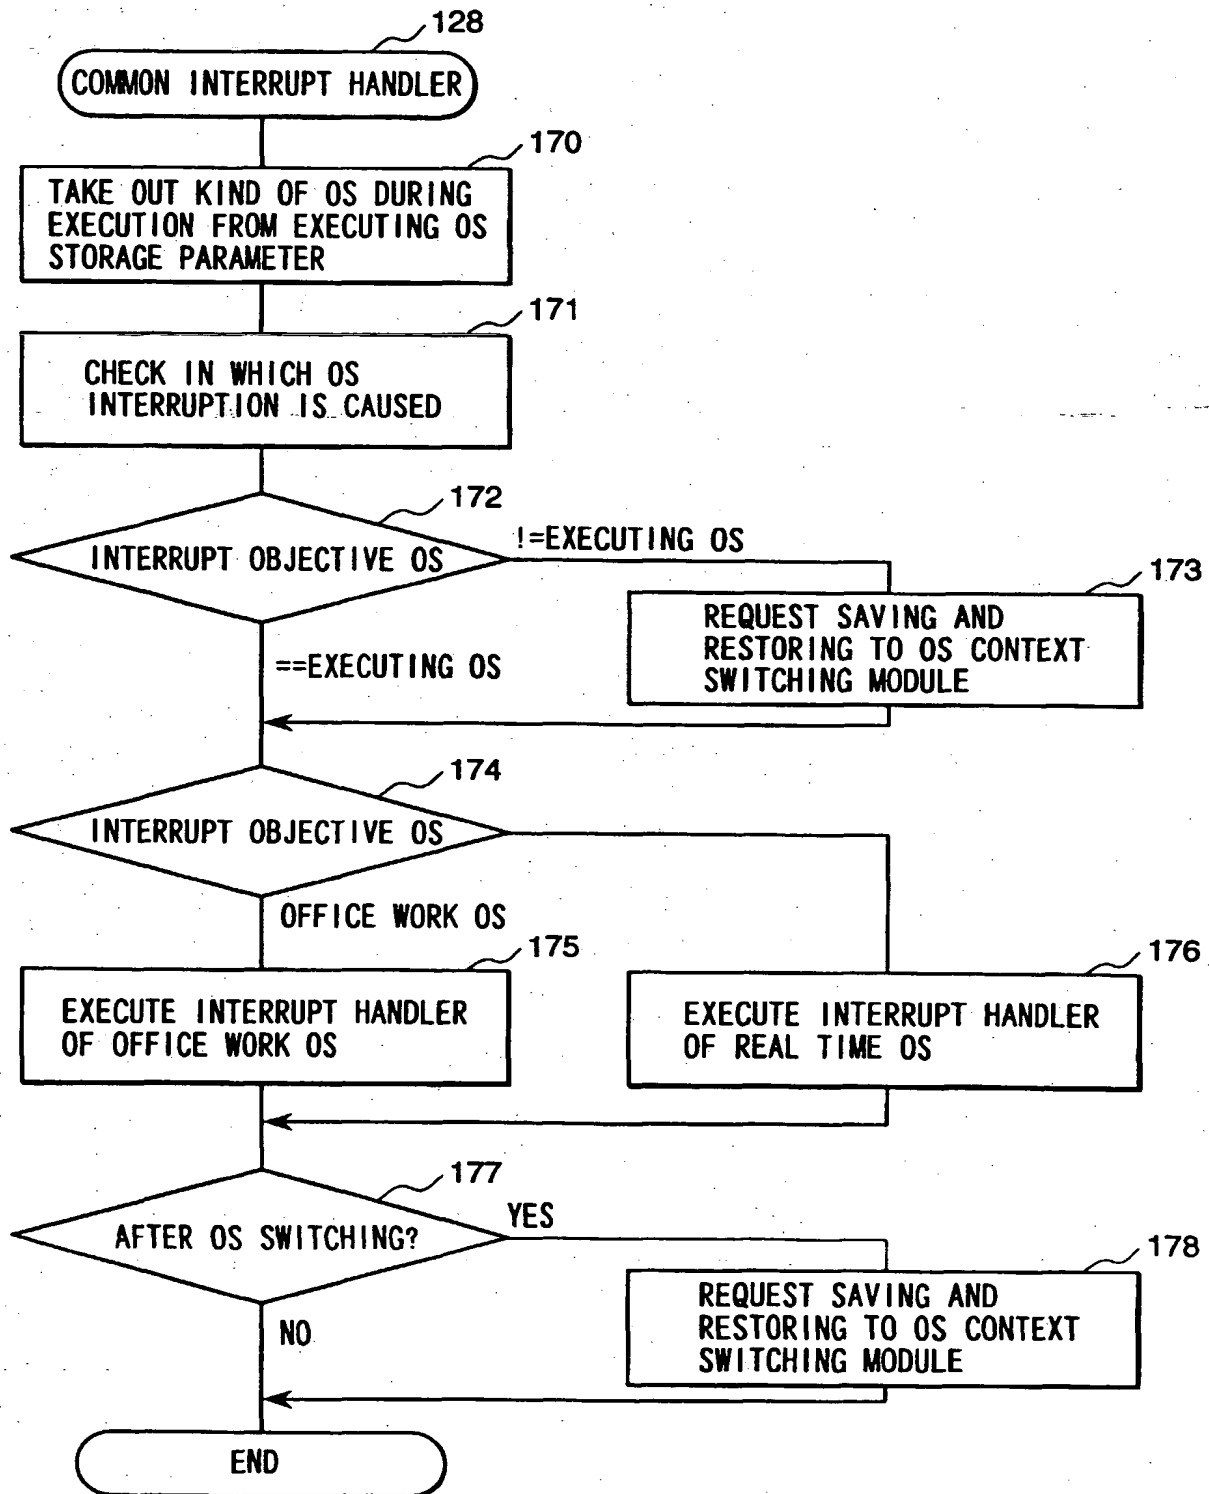 128
COMMON INTERRUPT HANDLER
170
TAKE OUT KIND OF OS DURING
EXECUTION FROM EXECUTING OS
STORAGE PARAMETER
171
CHECK IN WHICH OS
INTERRUPTION IS CAUSED
172
INTERRUPT OBJECTIVE OS
!=EXECUTING OS
173
REQUEST SAVING AND
RESTORING TO OS CONTEXT
SWITCHING MODULE
==EXECUTING OS
174
INTERRUPT OBJECTIVE OS
OFFICE WORK OS
175
EXECUTE INTERRUPT HANDLER
OF OFFICE WORK OS
176
EXECUTE INTERRUPT HANDLER
OF REAL TIME OS
177
AFTER OS SWITCHING?
YES
178
REQUEST SAVING AND
RESTORING TO OS CONTEXT
SWITCHING MODULE
NO
END